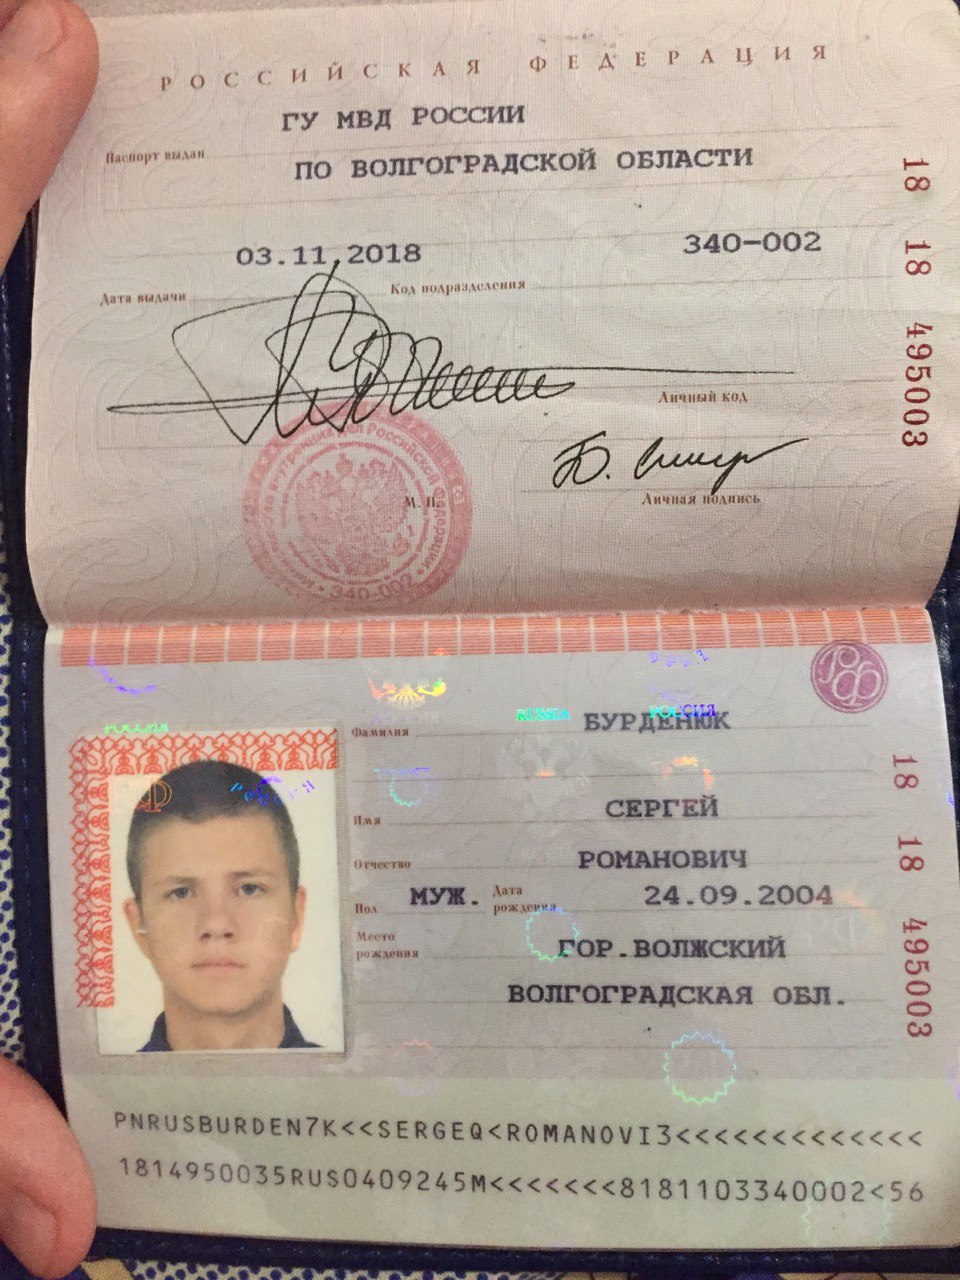 РОССИЙСКАЯ ФЕДЕРАЦИЯ
ГУ МВД РОССИИ
Паспорт выдан
ПО ВОЛГОГРАДСКОЙ ОБЛАСТИ
03.11.2018 340-002
Дата выдачи Код подразделения
Личный код
М. П.
Личная подпись
340-002
18 18 495003
РФ
RUSSIA РОССИЯ
Фамилия БУРДЕНЮК
РОССИЯ
Имя СЕРГЕЙ
Отчество РОМАНОВИЧ
Пол МУЖ. Дата рождения 24.09.2004
Место рождения ГОР.ВОЛЖСКИЙ
ВОЛГОГРАДСКАЯ ОБЛ.
18 18 495003
PNRUSBURDEN7K<<SERGEQ<ROMANOVI3<<<<<<<<<<<<<
1814950035RUS0409245M<<<<<<<8181103340002<56